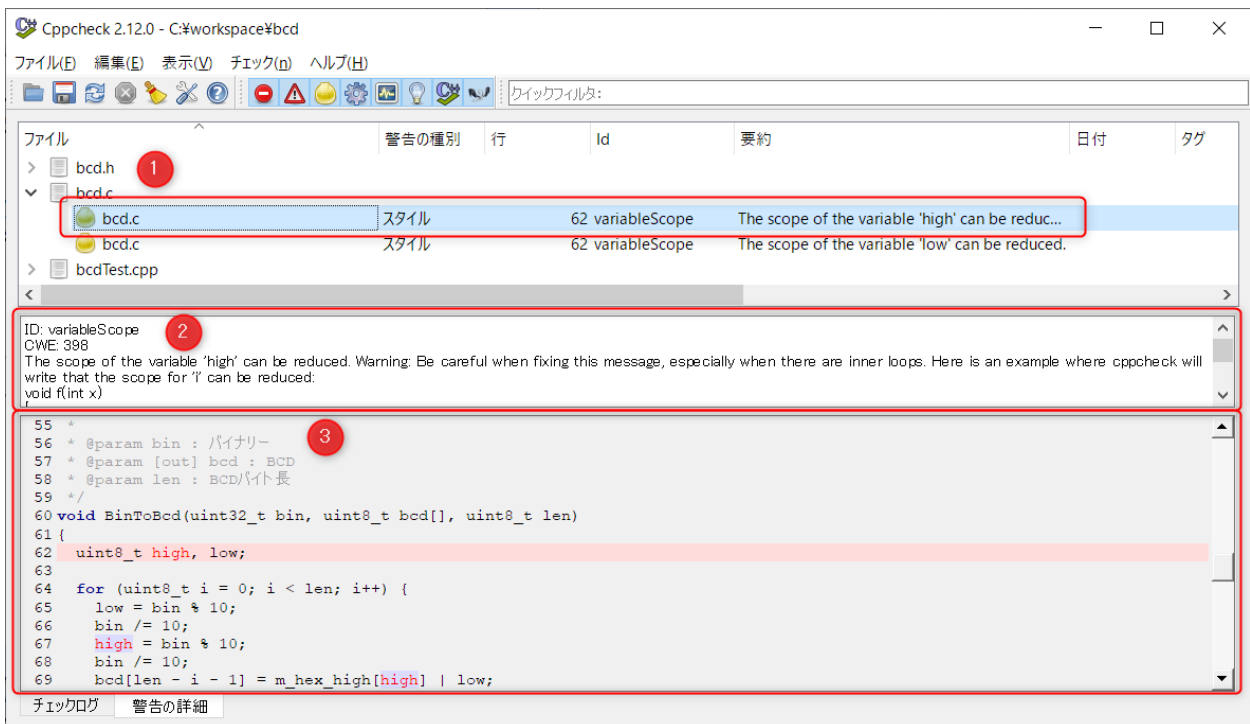 Cppcheck 2.12.0 - C:¥workspace¥bcd
ファイル(F) 編集(E) 表示(V) チェック(n) ヘルプ(H)
クイックフィルタ:
ファイル 警告の種別 行 Id 要約 日付 タグ
bcd.h 1
bcd.c
bcd.c スタイル 62 variableScope The scope of the variable 'high' can be reduc...
bcd.c スタイル 62 variableScope The scope of the variable 'low' can be reduced.
bcdTest.cpp
ID: variableScope 2
CWE: 398
The scope of the variable 'high' can be reduced. Warning: Be careful when fixing this message, especially when there are inner loops. Here is an example where cppcheck will
write that the scope for 'i' can be reduced:
void f(int x)
55 *
56 * @param bin : バイナリー 3
57 * @param [out] bcd : BCD
58 * @param len : BCDバイト長
59 */
60 void BinToBcd(uint32_t bin, uint8_t bcd[], uint8_t len)
61 {
62 uint8_t high, low;
63
64 for (uint8_t i = 0; i < len; i++) {
65 low = bin % 10;
66 bin /= 10;
67 high = bin % 10;
68 bin /= 10;
69 bcd[len - i - 1] = m_hex_high[high] | low;
チェックログ 警告の詳細